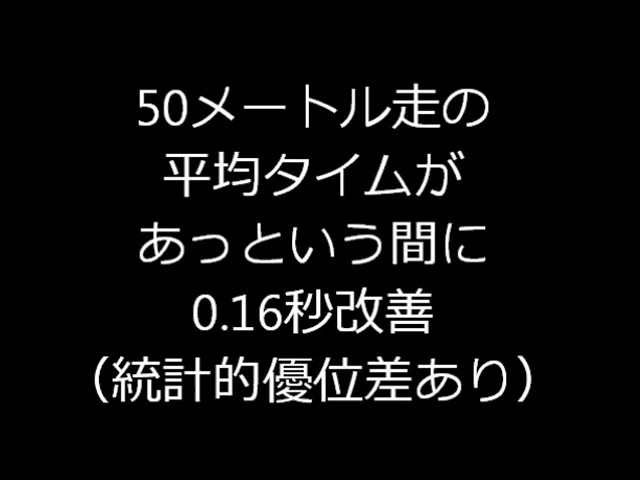 50メートル走の
平均タイムが
あっという間に
0.16秒改善
（統計的優位差あり）